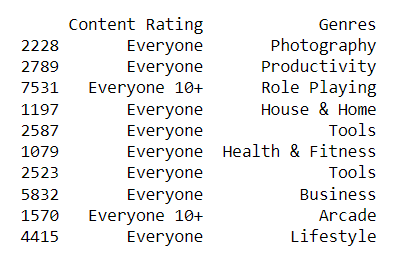 Content Rating Genres
2228 Everyone Photography
2789 Everyone Productivity
7531 Everyone 10+ Role Playing
1197 Everyone House & Home
2587 Everyone Tools
1079 Everyone Health & Fitness
2523 Everyone Tools
5832 Everyone Business
1570 Everyone 10+ Arcade
4415 Everyone Lifestyle